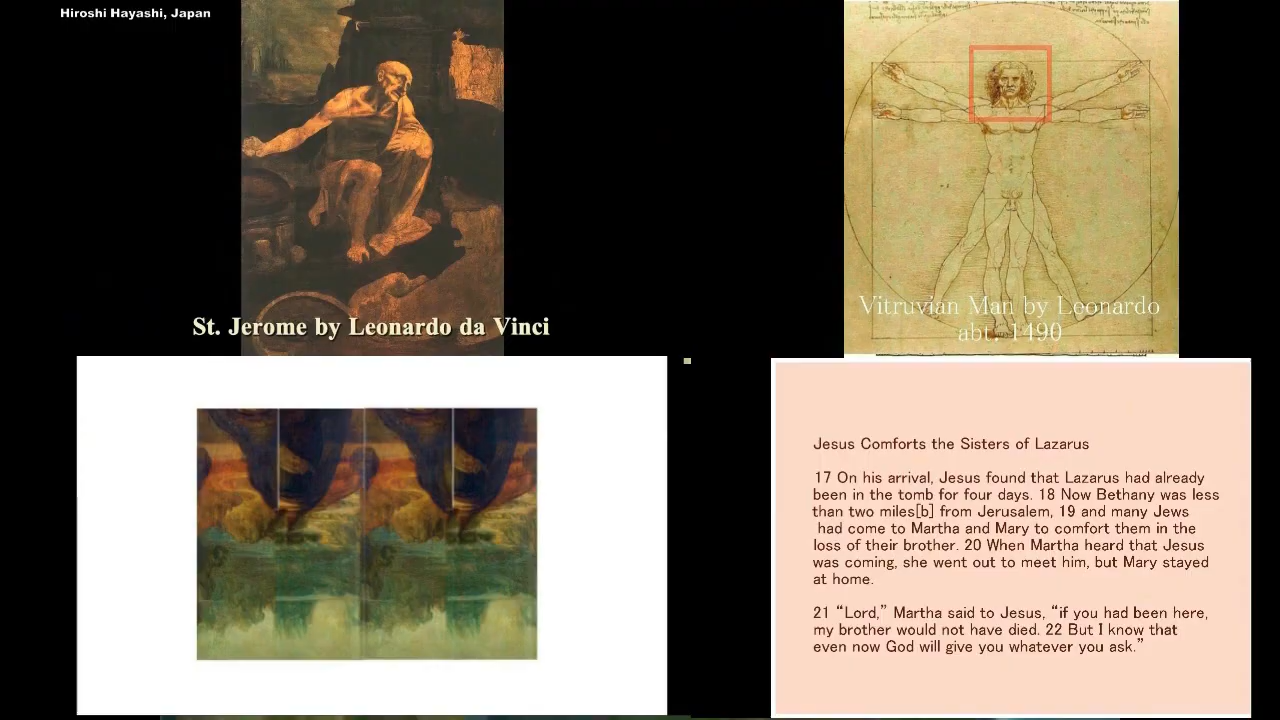 Hiroshi Hayashi, Japan
St. Jerome by Leonardo da Vinci
Vitruvian Man by Leonardo
abt. 1490
Jesus Comforts the Sisters of Lazarus
17 On his arrival, Jesus found that Lazarus had already
been in the tomb for four days. 18 Now Bethany was less
than two miles[b] from Jerusalem, 19 and many Jews
had come to Martha and Mary to comfort them in the
loss of their brother. 20 When Martha heard that Jesus
was coming, she went out to meet him, but Mary stayed
at home.
21 “Lord,” Martha said to Jesus, “if you had been here,
my brother would not have died. 22 But I know that
even now God will give you whatever you ask.”